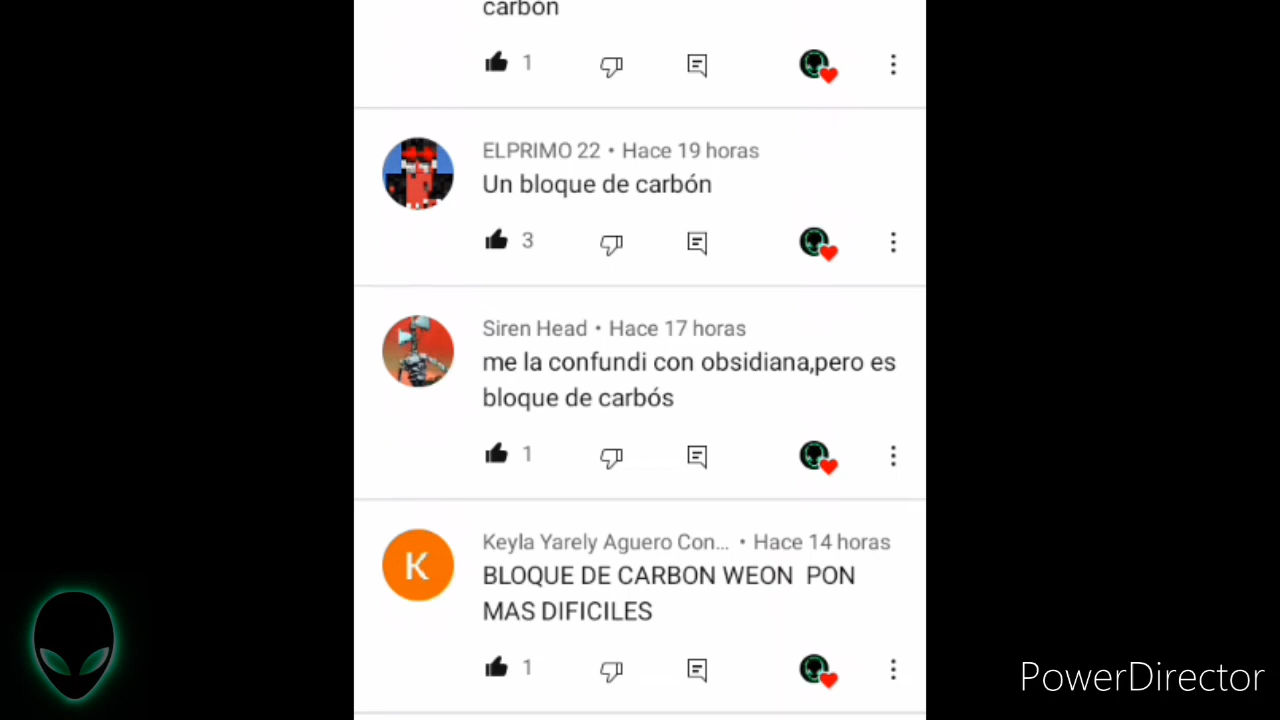 carbón
1
ELPRIMO 22 • Hace 19 horas
Un bloque de carbón
3
Siren Head • Hace 17 horas
me la confundi con obsidiana,pero es
bloque de carbós
1
K
Keyla Yarely Aguero Con... • Hace 14 horas
BLOQUE DE CARBON WEON PON
MAS DIFICILES
1
PowerDirector